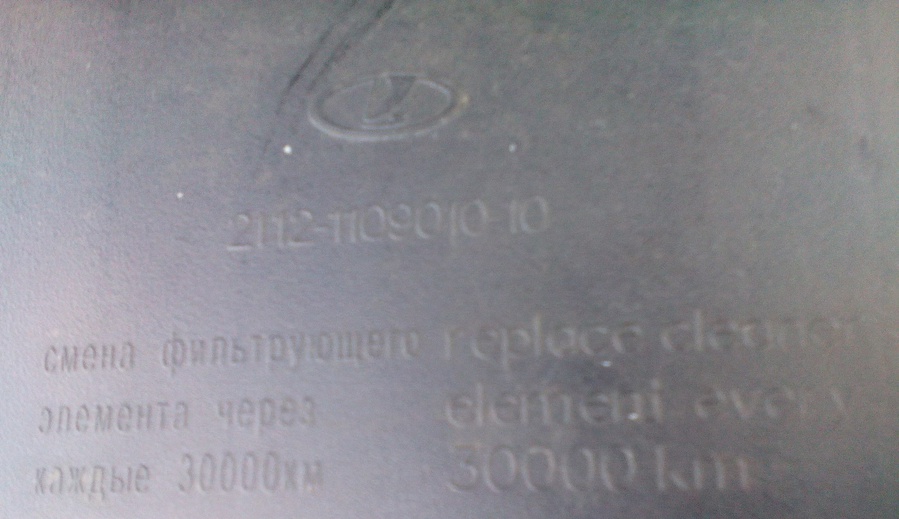 2112-1109010-10
смена фильтрующего
элемента через
каждые 30000км
replace cleaner
element every
30000 km